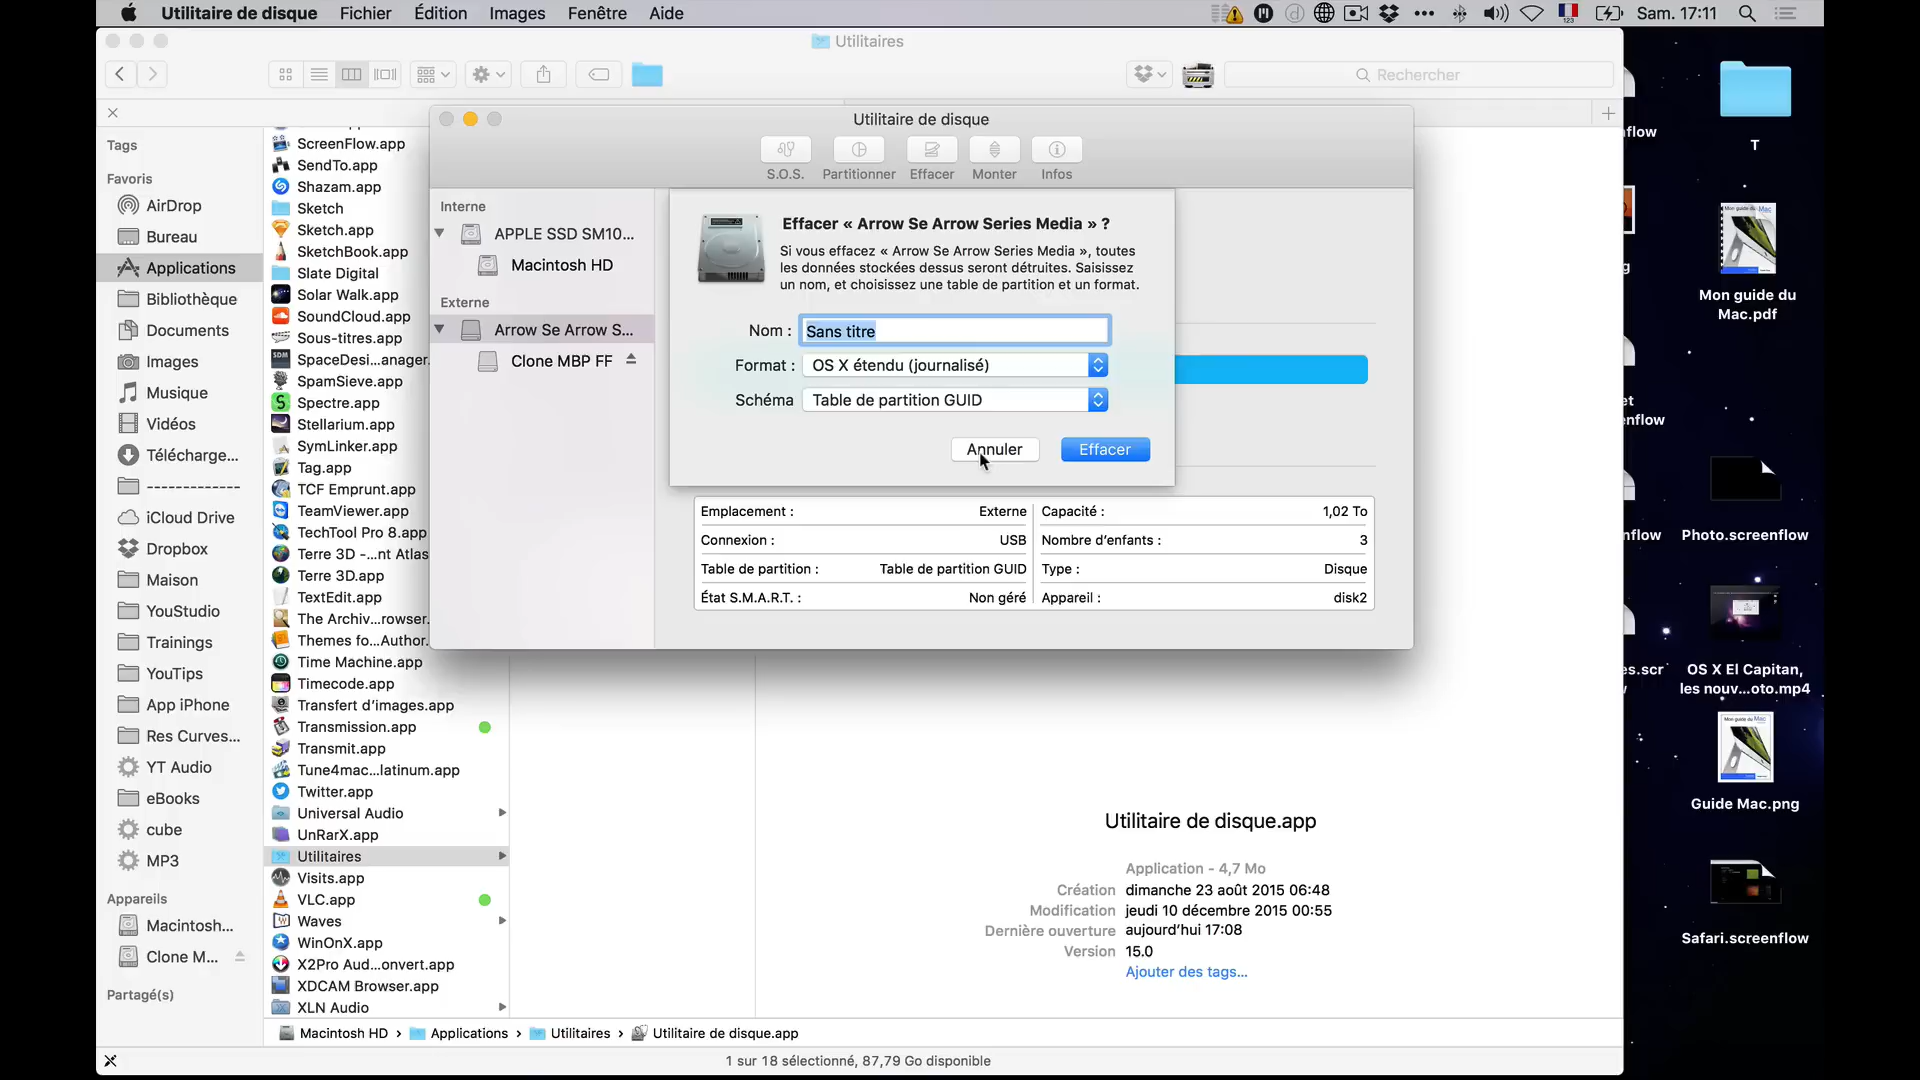 Utilitaire de disque Fichier Édition Images Fenêtre Aide
Sam. 17:11
Utilitaires
Rechercher
Tags
Favoris
AirDrop
Bureau
Applications
Bibliothèque
Documents
Images
Musique
Vidéos
Télécharge...
-------------
iCloud Drive
Dropbox
Maison
YouStudio
Trainings
YouTips
App iPhone
Res Curves...
YT Audio
eBooks
cube
MP3
Appareils
Macintosh...
Clone M...
Partagé(s)
ScreenFlow.app
SendTo.app
Shazam.app
Sketch
Sketch.app
SketchBook.app
Slate Digital
Solar Walk.app
SoundCloud.app
Sous-titres.app
SpaceDesi...anager.
SpamSieve.app
Spectre.app
Stellarium.app
SymLinker.app
Tag.app
TCF Emprunt.app
TeamViewer.app
TechTool Pro 8.app
Terre 3D -...nt Atlas
Terre 3D.app
TextEdit.app
The Archiv...rowser.
Themes fo...Author.
Time Machine.app
Timecode.app
Transfert d'images.app
Transmission.app
Transmit.app
Tune4mac...latinum.app
Twitter.app
Universal Audio
UnRarX.app
Utilitaires
Visits.app
VLC.app
Waves
WinOnX.app
X2Pro Aud...onvert.app
XDCAM Browser.app
XLN Audio
Utilitaire de disque
S.O.S. Partitionner Effacer Monter Infos
Interne
APPLE SSD SM10...
Macintosh HD
Externe
Arrow Se Arrow S...
Clone MBP FF
Effacer « Arrow Se Arrow Series Media » ?
Si vous effacez « Arrow Se Arrow Series Media », toutes
les données stockées dessus seront détruites. Saisissez
un nom, et choisissez une table de partition et un format.
Nom : Sans titre
Format : OS X étendu (journalisé)
Schéma Table de partition GUID
Annuler Effacer
Emplacement : Externe Capacité : 1,02 To
Connexion : USB Nombre d'enfants : 3
Table de partition : Table de partition GUID Type : Disque
État S.M.A.R.T. : Non géré Appareil : disk2
Utilitaire de disque.app
Application - 4,7 Mo
Création dimanche 23 août 2015 06:48
Modification jeudi 10 décembre 2015 00:55
Dernière ouverture aujourd'hui 17:08
Version 15.0
Ajouter des tags...
Macintosh HD › Applications › Utilitaires › Utilitaire de disque.app
1 sur 18 sélectionné, 87,79 Go disponible
T
Mon guide du
Mac.pdf
Photo.screenflow
OS X El Capitan,
les nouv...oto.mp4
Guide Mac.png
Safari.screenflow